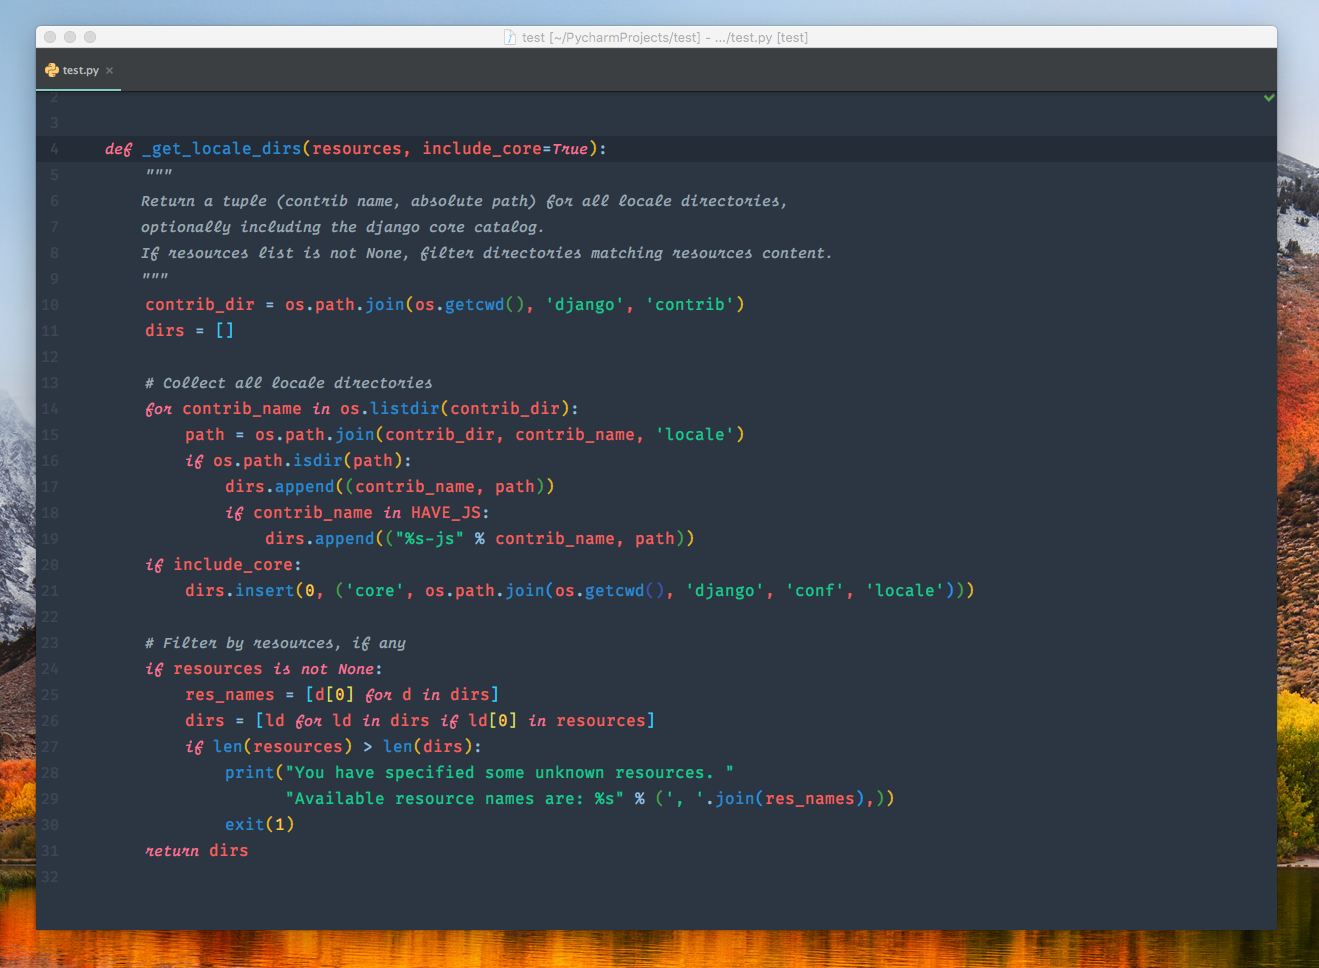 test [~/PycharmProjects/test] - .../test.py [test]
test.py ×
2
3
4 def _get_locale_dirs(resources, include_core=True):
5 """
6 Return a tuple (contrib name, absolute path) for all locale directories,
7 optionally including the django core catalog.
8 If resources list is not None, filter directories matching resources content.
9 """
10 contrib_dir = os.path.join(os.getcwd(), 'django', 'contrib')
11 dirs = []
12
13 # Collect all locale directories
14 for contrib_name in os.listdir(contrib_dir):
15 path = os.path.join(contrib_dir, contrib_name, 'locale')
16 if os.path.isdir(path):
17 dirs.append((contrib_name, path))
18 if contrib_name in HAVE_JS:
19 dirs.append(("%s-js" % contrib_name, path))
20 if include_core:
21 dirs.insert(0, ('core', os.path.join(os.getcwd(), 'django', 'conf', 'locale')))
22
23 # Filter by resources, if any
24 if resources is not None:
25 res_names = [d[0] for d in dirs]
26 dirs = [ld for ld in dirs if ld[0] in resources]
27 if len(resources) > len(dirs):
28 print("You have specified some unknown resources. "
29 "Available resource names are: %s" % (', '.join(res_names),))
30 exit(1)
31 return dirs
32